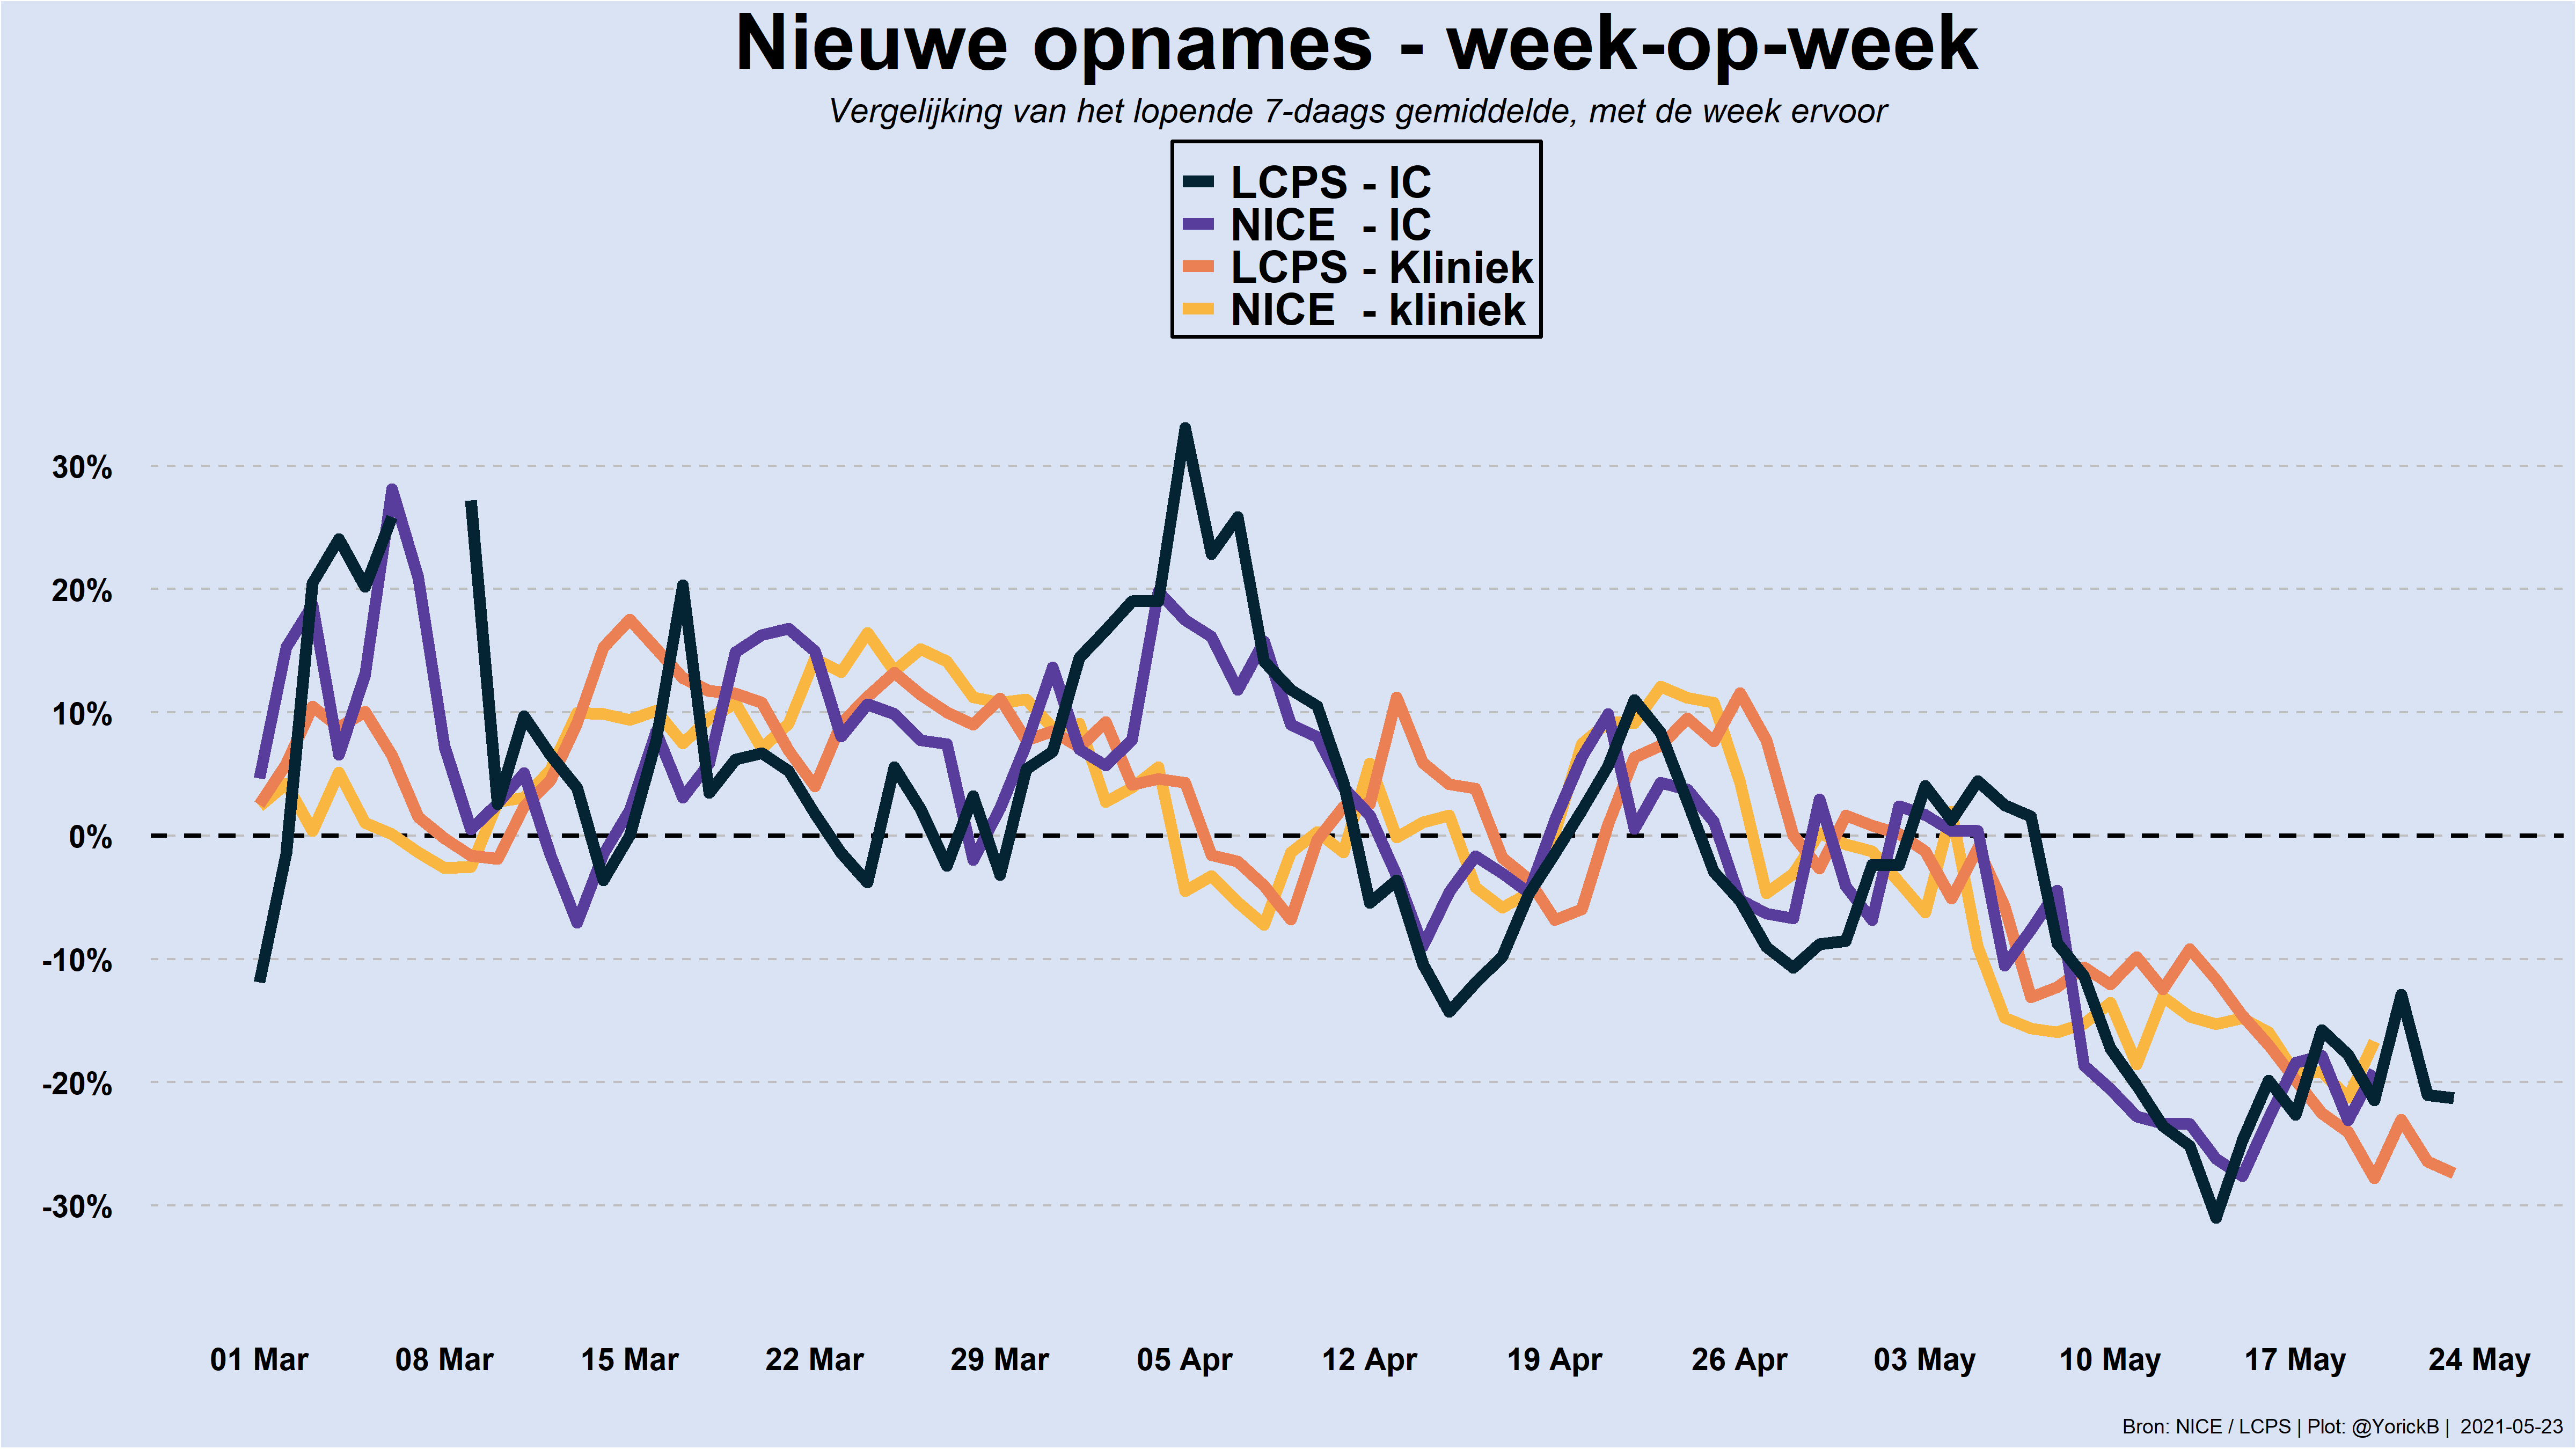 Nieuwe opnames - week-op-week
Vergelijking van het lopende 7-daags gemiddelde, met de week ervoor
LCPS - IC
NICE - IC
LCPS - Kliniek
NICE - kliniek
30%
20%
10%
0%
-10%
-20%
-30%
01 Mar 08 Mar 15 Mar 22 Mar 29 Mar 05 Apr 12 Apr 19 Apr 26 Apr 03 May 10 May 17 May 24 May
Bron: NICE / LCPS | Plot: @YorickB | 2021-05-23